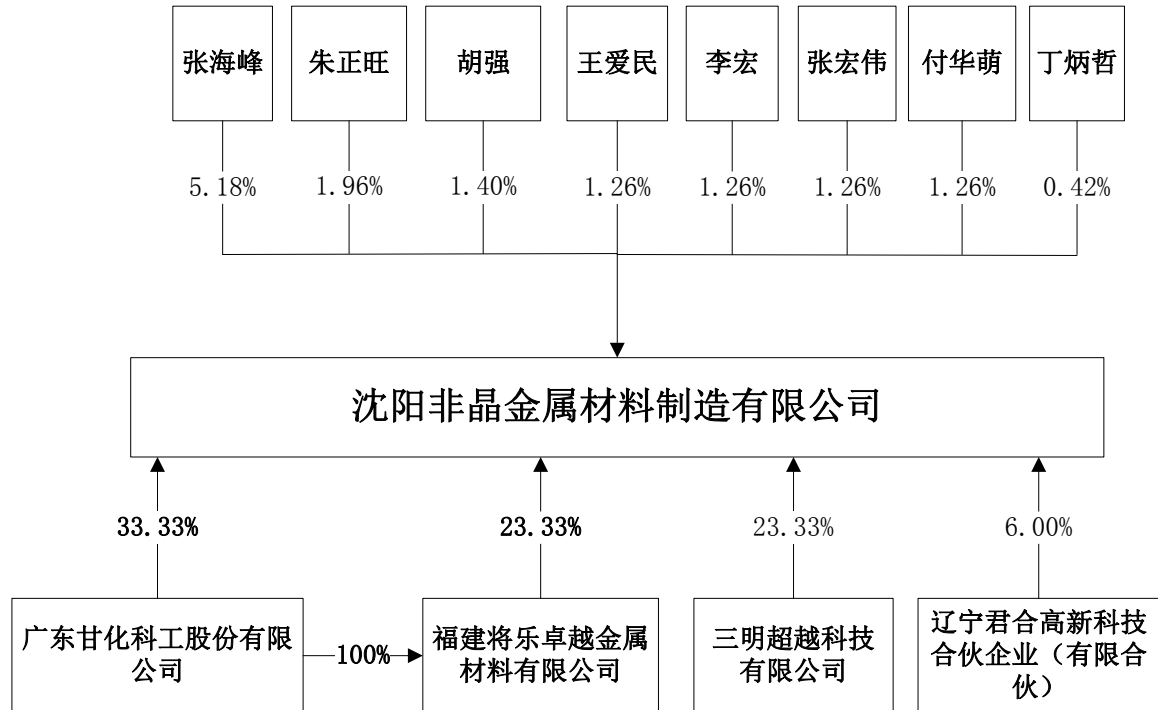 张海峰
朱正旺
胡强
王爱民
李宏
张宏伟
付华萌
丁炳哲
5.18%
1.96%
1.40%
1.26%
1.26%
1.26%
1.26%
0.42%
沈阳非晶金属材料制造有限公司
33.33%
23.33%
23.33%
6.00%
广东甘化科工股份有限
公司
100%
福建将乐卓越金属
材料有限公司
三明超越科技
有限公司
辽宁君合高新科技
合伙企业（有限合
伙）